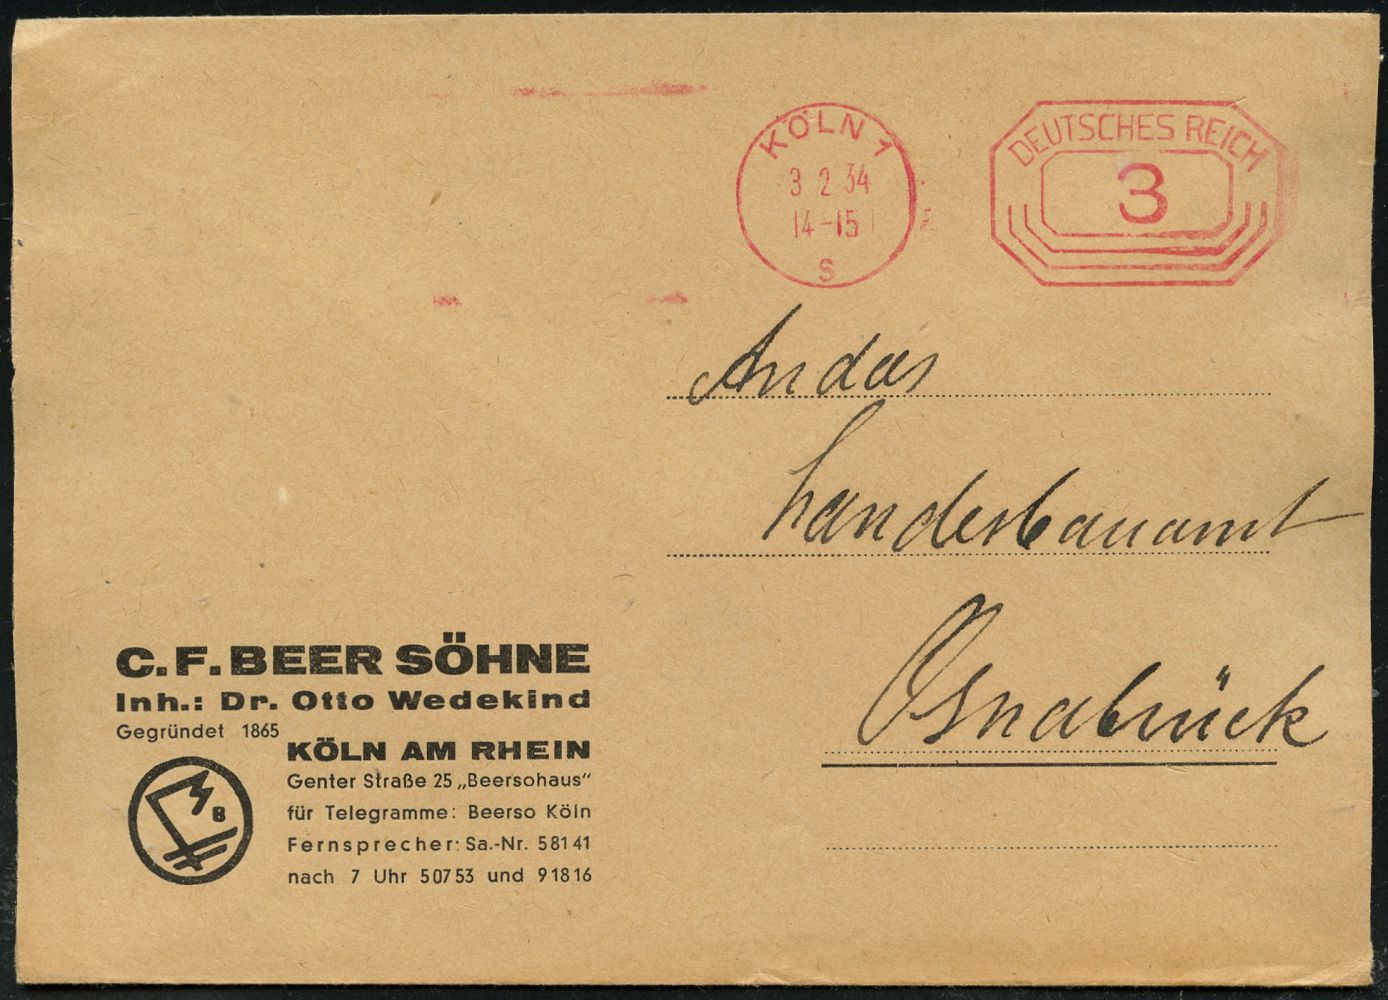 KÖLN 1
3 2 34
14-15
s
DEUTSCHES REICH
3
An das
Landesbauamt
Osnabrück
C.F. BEER SÖHNE
Inh.: Dr. Otto Wedekind
Gegründet 1865
KÖLN AM RHEIN
Genter Straße 25 „Beersohaus“
für Telegramme: Beerso Köln
Fernsprecher: Sa.-Nr. 58141
nach 7 Uhr 50753 und 91816
8